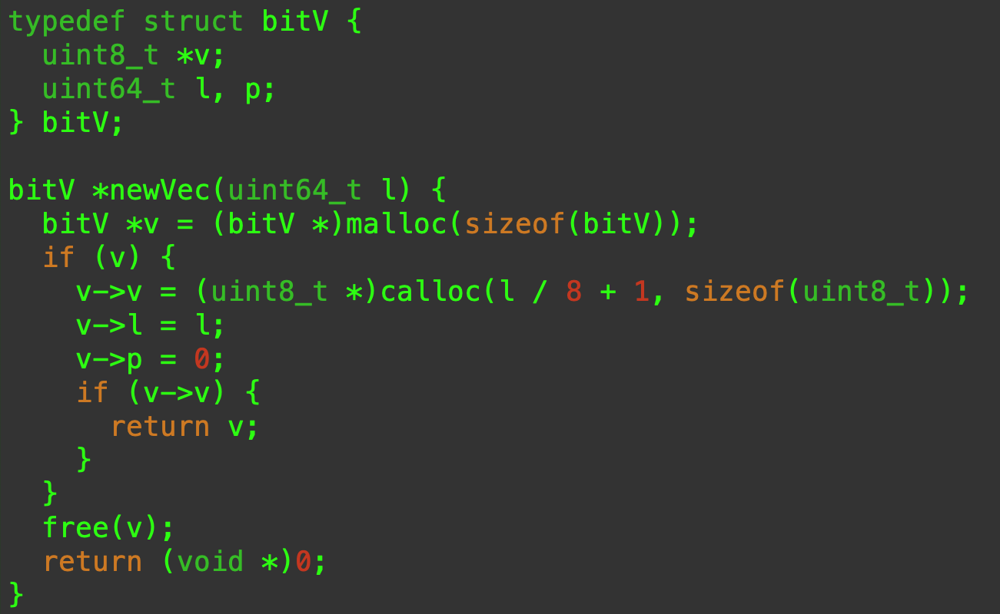 typedef struct bitV {
  uint8_t *v;
  uint64_t l, p;
} bitV;

bitV *newVec(uint64_t l) {
  bitV *v = (bitV *)malloc(sizeof(bitV));
  if (v) {
    v->v = (uint8_t *)calloc(l / 8 + 1, sizeof(uint8_t));
    v->l = l;
    v->p = 0;
    if (v->v) {
      return v;
    }
  }
  free(v);
  return (void *)0;
}